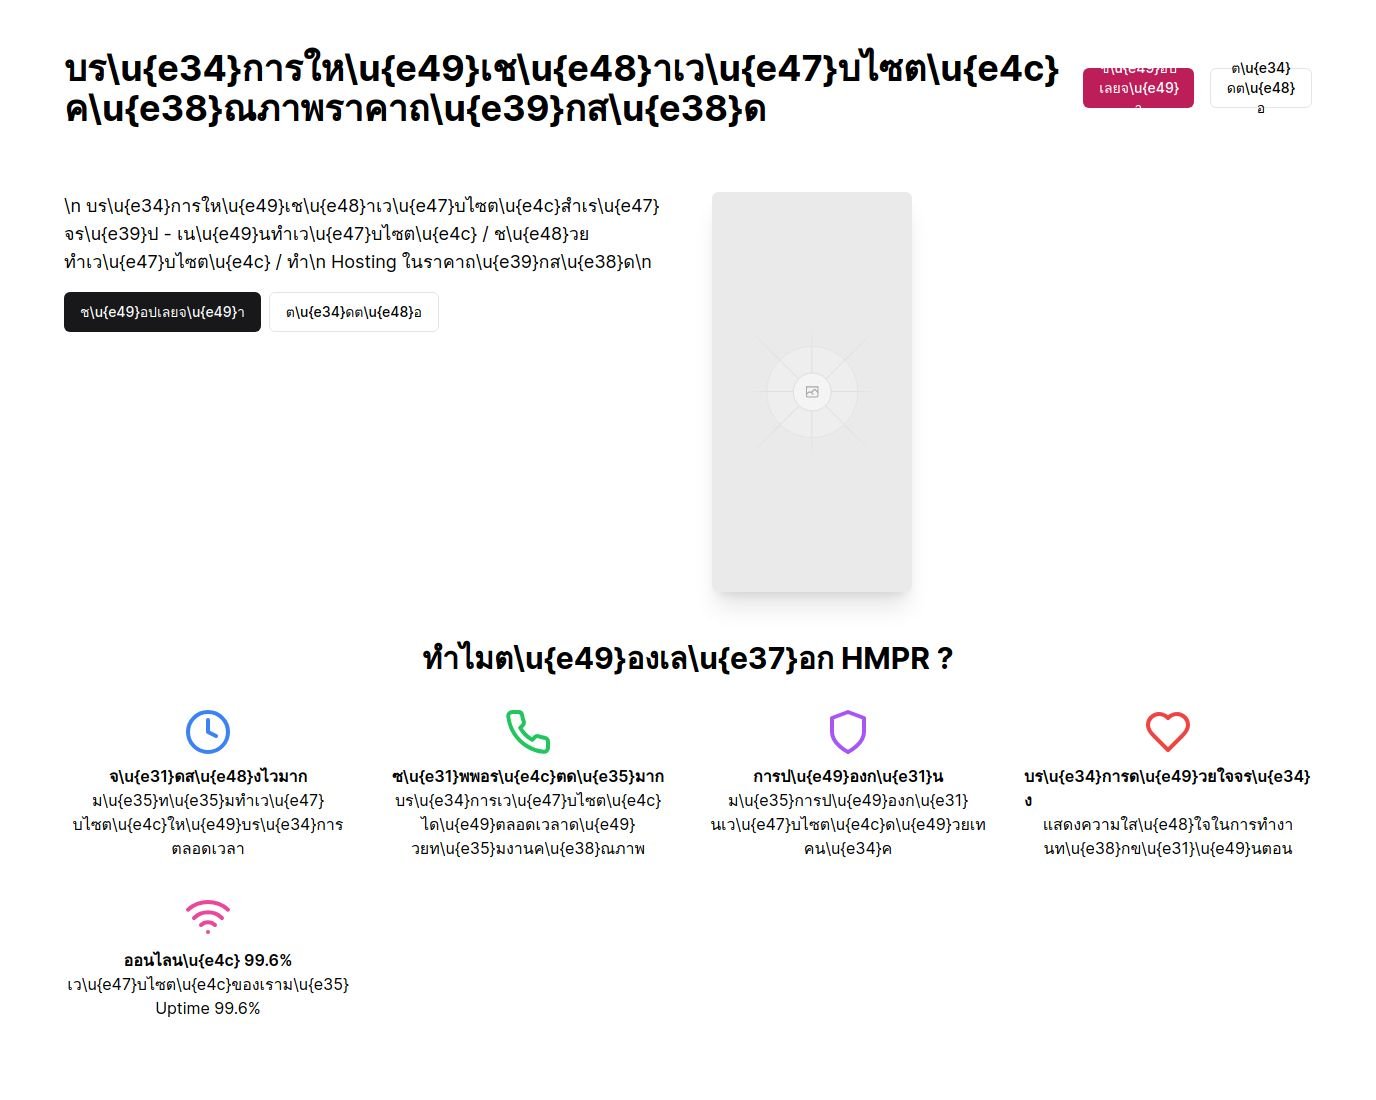 บร\u{e34}การให\u{e49}เช\u{e48}าเว\u{e47}บไซต\u{e4c}
ค\u{e38}ณภาพราคาถ\u{e39}กส\u{e38}ด
ช\u{e49}อป
เลยจ\u{e49}
า
ต\u{e34}
ดต\u{e48}
อ
\n บร\u{e34}การให\u{e49}เช\u{e48}าเว\u{e47}บไซต\u{e4c}สำเร\u{e47}
จร\u{e39}ป - เน\u{e49}นทำเว\u{e47}บไซต\u{e4c} / ช\u{e48}วย
ทำเว\u{e47}บไซต\u{e4c} / ทำ\n Hosting ในราคาถ\u{e39}กส\u{e38}ด\n
ช\u{e49}อปเลยจ\u{e49}า
ต\u{e34}ดต\u{e48}อ
ทำไมต\u{e49}องเล\u{e37}อก HMPR ?
จ\u{e31}ดส\u{e48}งไวมาก
ม\u{e35}ท\u{e35}มทำเว\u{e47}
บไซต\u{e4c}ให\u{e49}บร\u{e34}การ
ตลอดเวลา
ซ\u{e31}พพอร\u{e4c}ตด\u{e35}มาก
บร\u{e34}การเว\u{e47}บไซต\u{e4c}
ได\u{e49}ตลอดเวลาด\u{e49}
วยท\u{e35}มงานค\u{e38}ณภาพ
การป\u{e49}องก\u{e31}น
ม\u{e35}การป\u{e49}องก\u{e31}
นเว\u{e47}บไซต\u{e4c}ด\u{e49}วยเท
คน\u{e34}ค
บร\u{e34}การด\u{e49}วยใจจร\u{e34}
ง
แสดงความใส\u{e48}ใจในการทำงา
นท\u{e38}กข\u{e31}\u{e49}นตอน
ออนไลน\u{e4c} 99.6%
เว\u{e47}บไซต\u{e4c}ของเราม\u{e35}
Uptime 99.6%